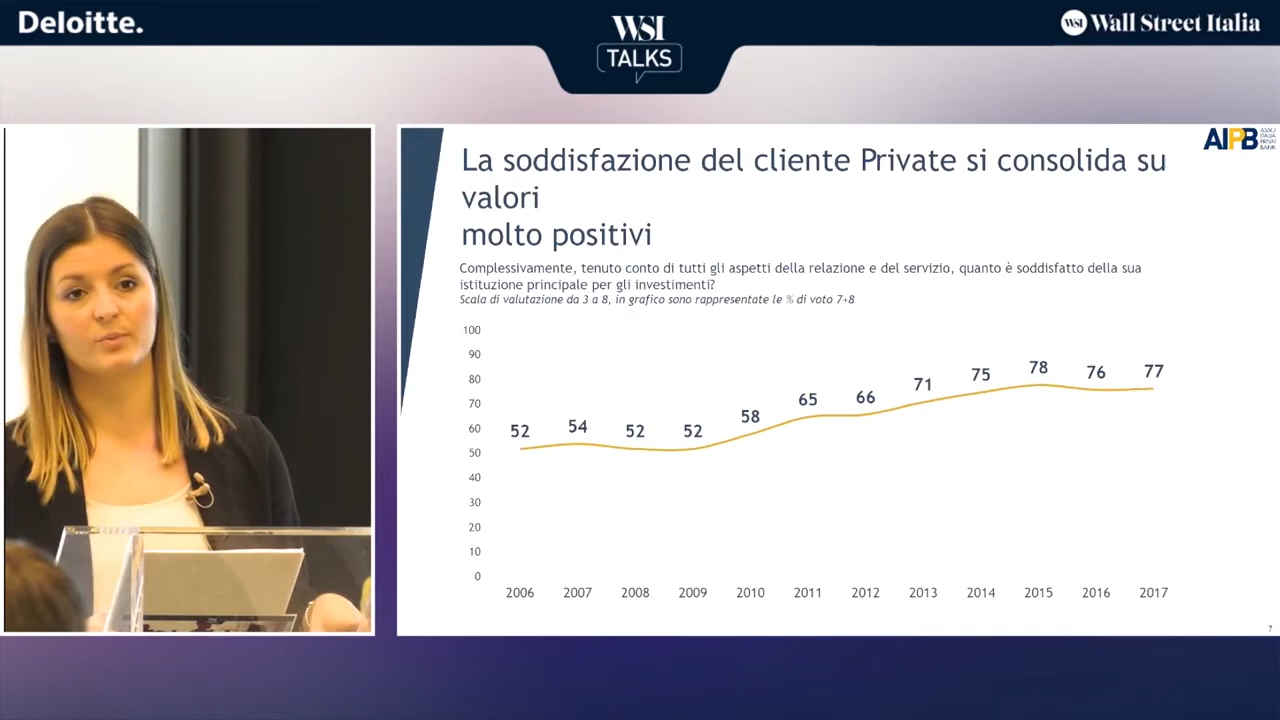 Deloitte.
WSI
TALKS
WSI Wall Street Italia
AIPB
La soddisfazione del cliente Private si consolida su
valori
molto positivi
Complessivamente, tenuto conto di tutti gli aspetti della relazione e del servizio, quanto è soddisfatto della sua
istituzione principale per gli investimenti?
Scala di valutazione da 3 a 8, in grafico sono rappresentate le % di voto 7+8
100
90
80
70
60
50
40
30
20
10
0
52 54 52 52 58 65 66 71 75 78 76 77
2006 2007 2008 2009 2010 2011 2012 2013 2014 2015 2016 2017
7